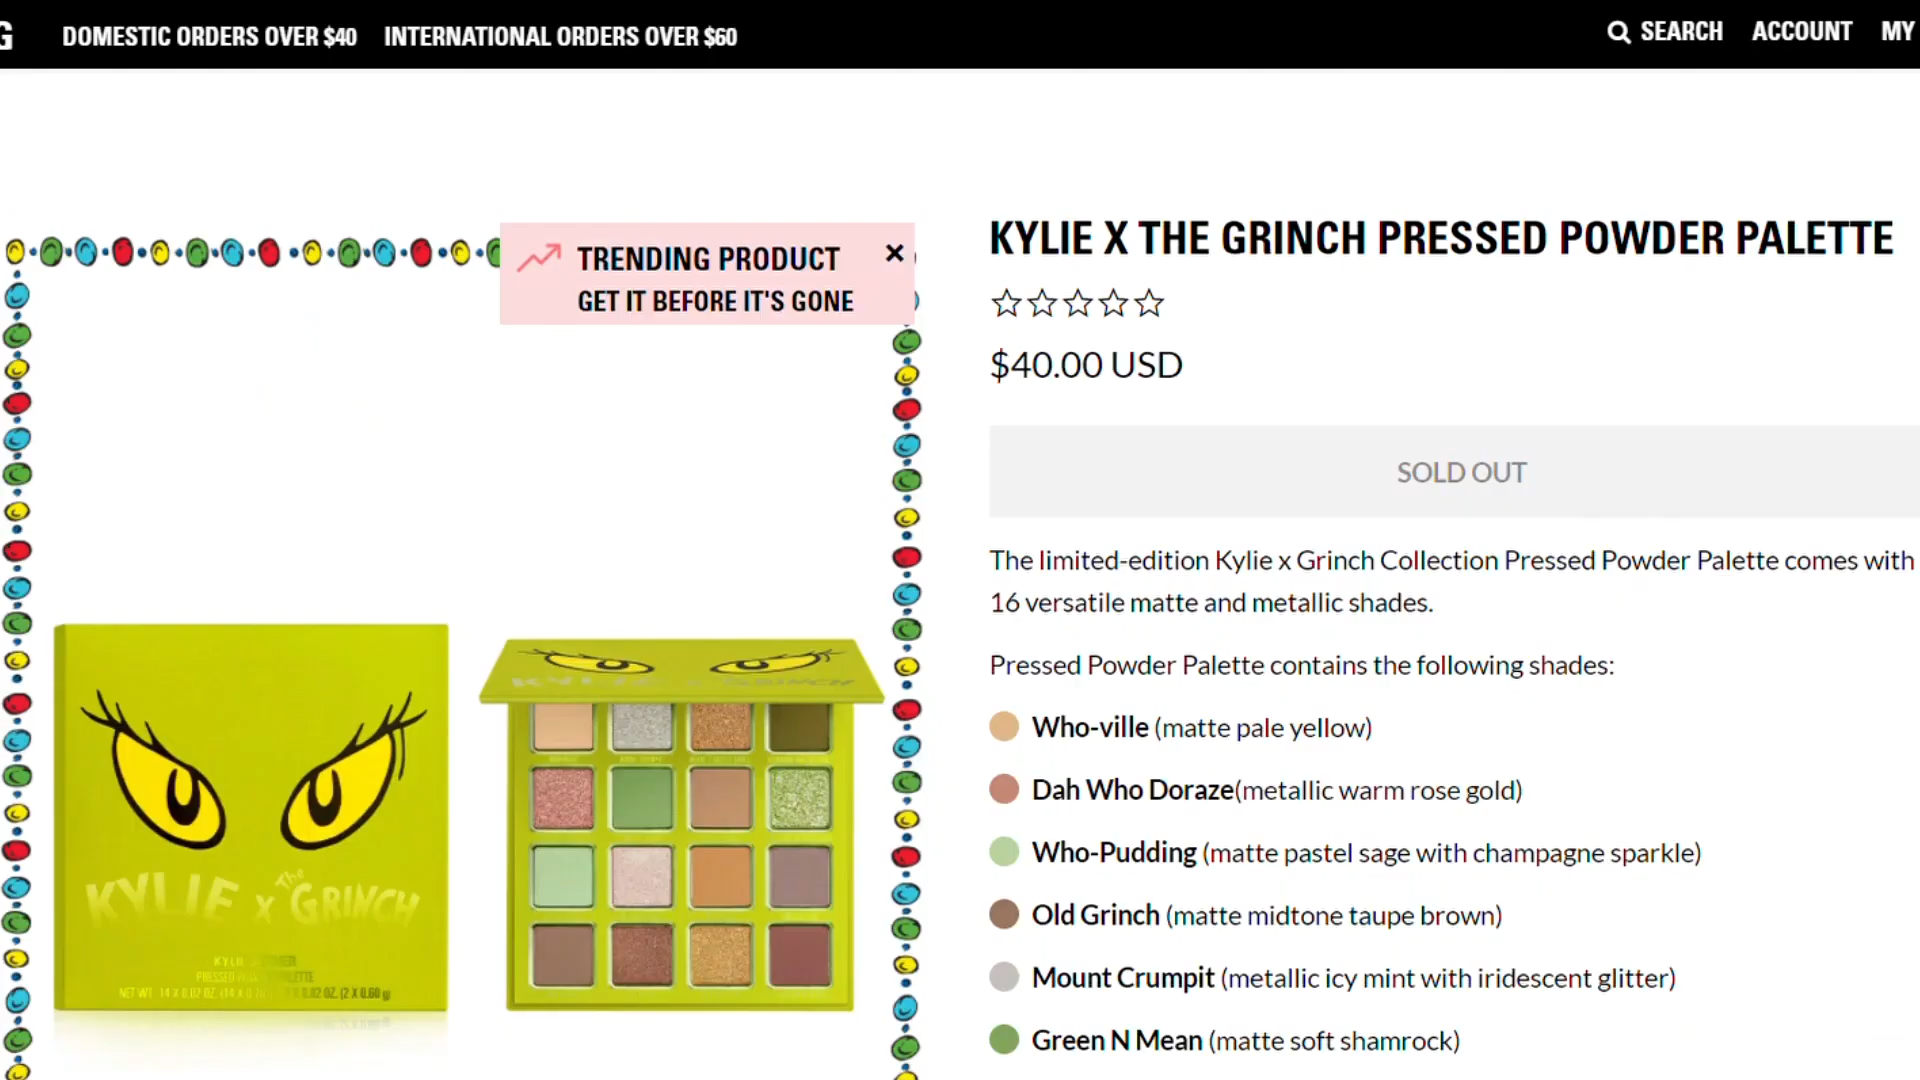 G DOMESTIC ORDERS OVER $40 INTERNATIONAL ORDERS OVER $60 SEARCH ACCOUNT MY
TRENDING PRODUCT
GET IT BEFORE IT'S GONE
KYLIE X THE GRINCH PRESSED POWDER PALETTE
$40.00 USD
SOLD OUT
The limited-edition Kylie x Grinch Collection Pressed Powder Palette comes with
16 versatile matte and metallic shades.
Pressed Powder Palette contains the following shades:
Who-ville (matte pale yellow)
Dah Who Doraze(metallic warm rose gold)
Who-Pudding (matte pastel sage with champagne sparkle)
Old Grinch (matte midtone taupe brown)
Mount Crumpit (metallic icy mint with iridescent glitter)
Green N Mean (matte soft shamrock)
KYLIE X The GRINCH
KYLIE X GRINCH